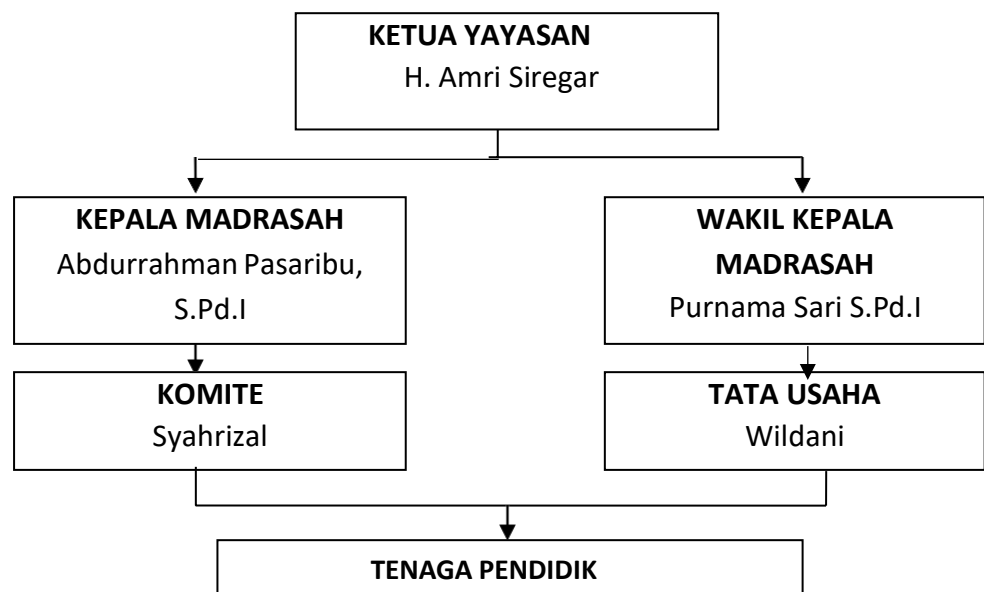 KETUA YAYASAN
H. Amri Siregar
KEPALA MADRASAH
Abdurrahman Pasaribu,
S.Pd.I
WAKIL KEPALA
MADRASAH
Purnama Sari S.Pd.I
KOMITE
Syahrizal
TATA USAHA
Wildani
TENAGA PENDIDIK